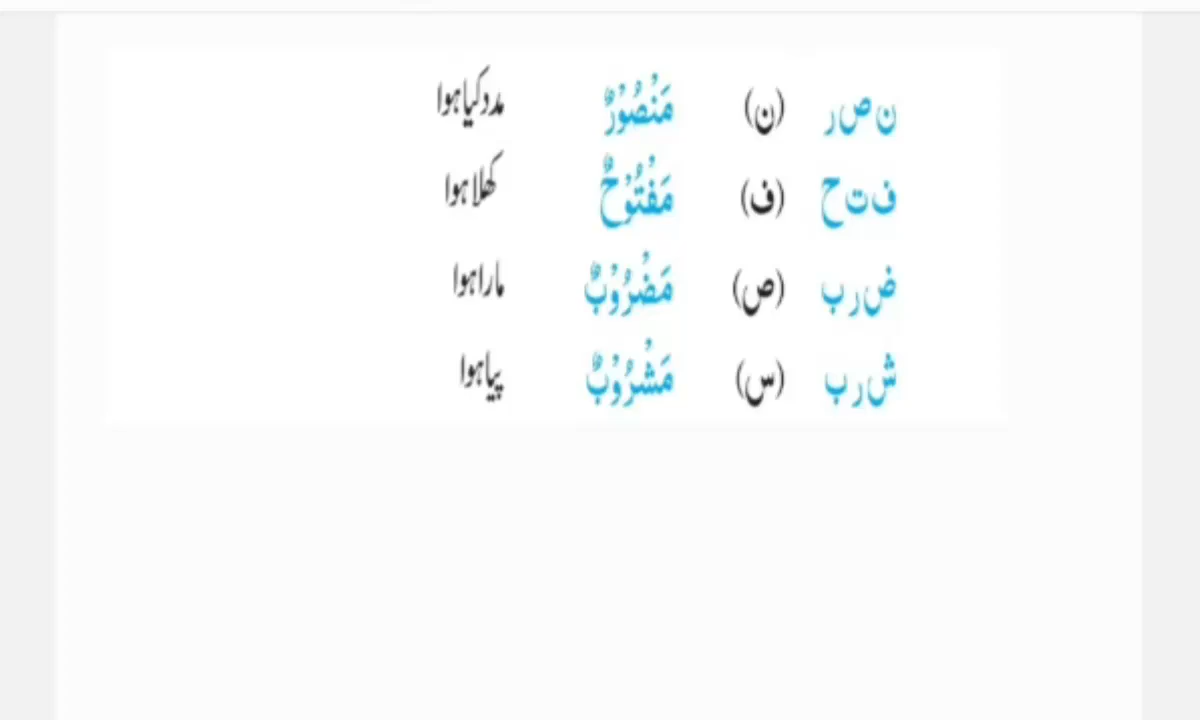 ن ص ر (ن) مَنْصُوْرٌ مدد کیا ہوا
ف ت ح (ف) مَفْتُوْحٌ کھلا ہوا
ض ر ب (ص) مَضْرُوْبٌ مارا ہوا
ش ر ب (س) مَشْرُوْبٌ پیا ہوا